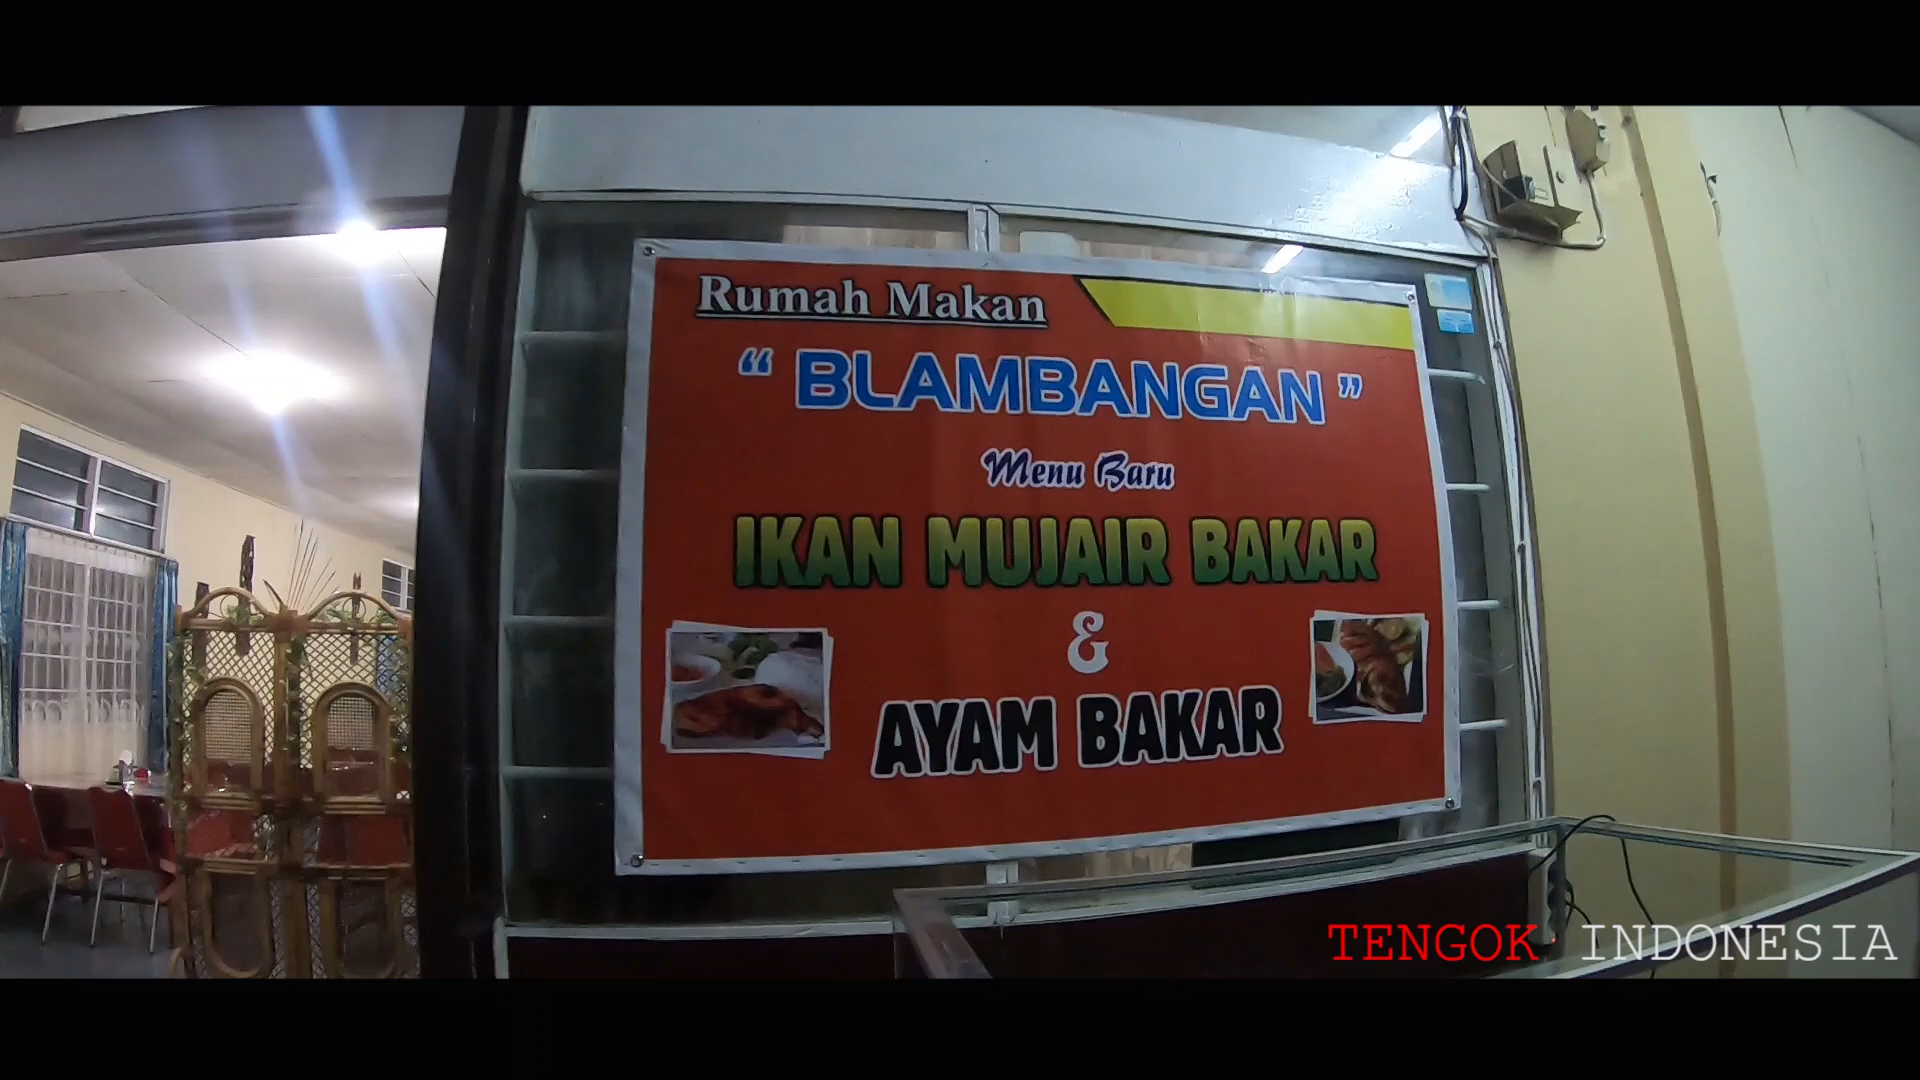 Rumah Makan
“ BLAMBANGAN ”
Menu Baru
IKAN MUJAIR BAKAR
&
AYAM BAKAR
TENGOK INDONESIA